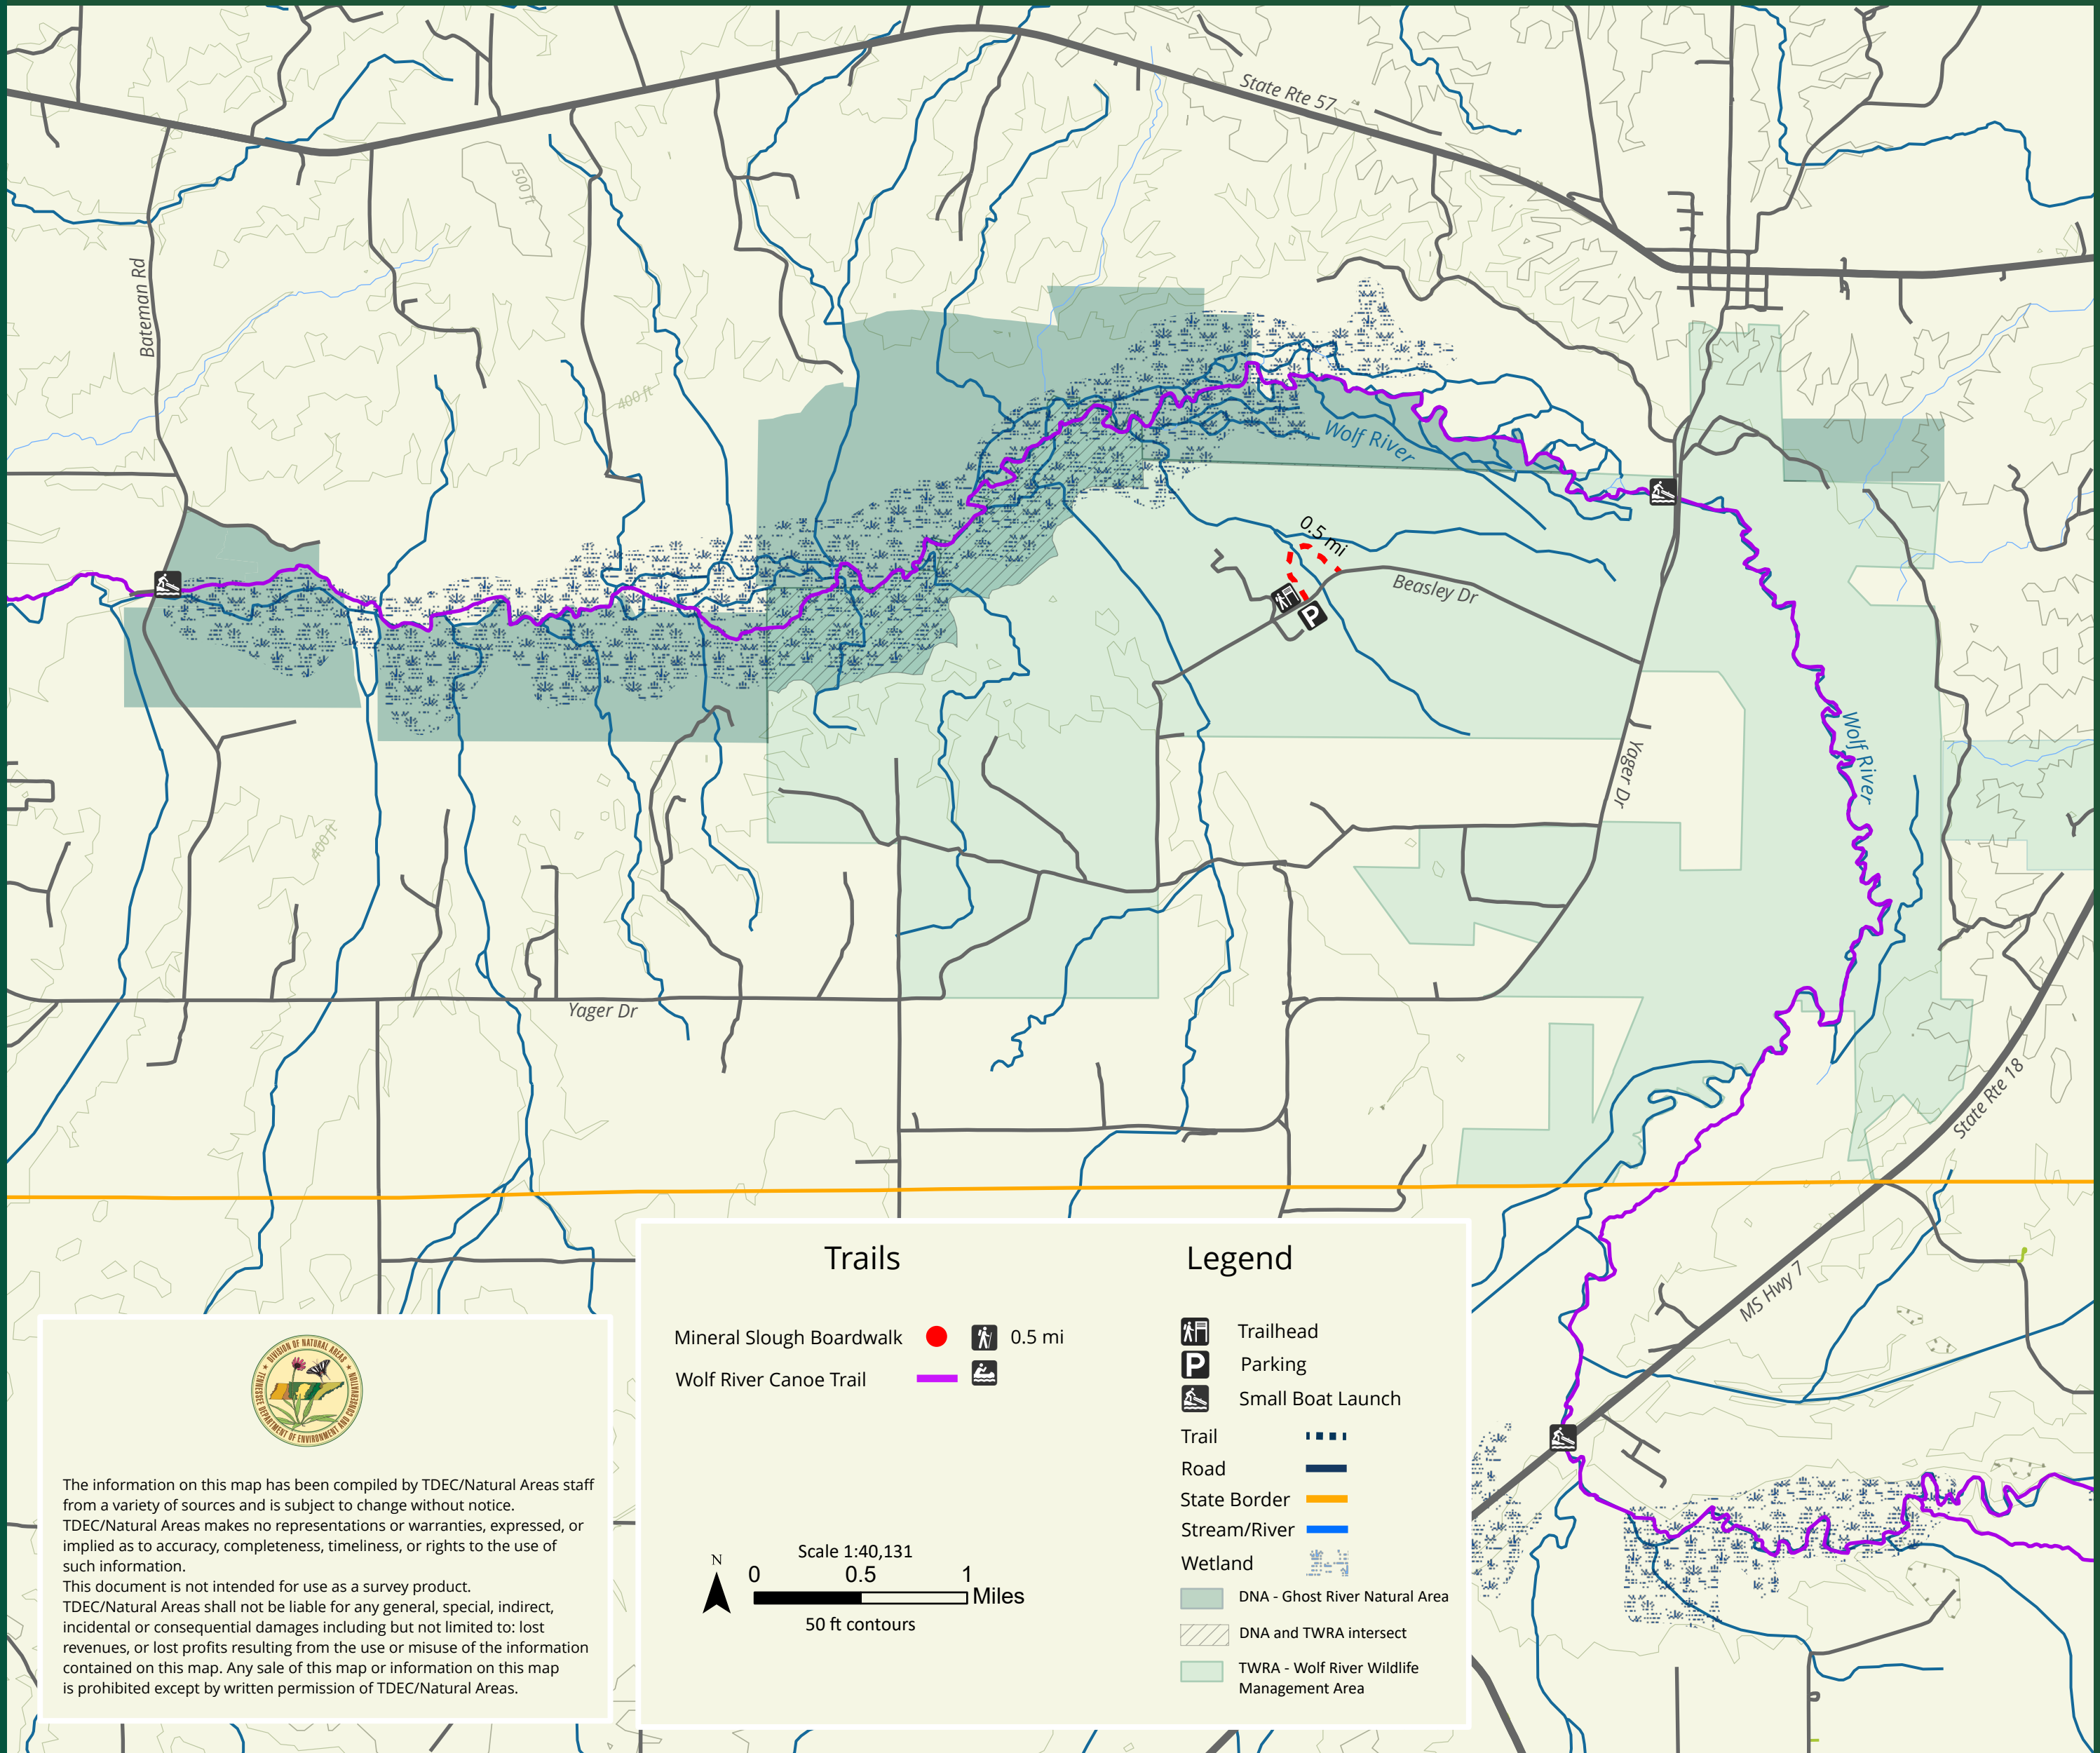 State Rte 57
500 ft
Bateman Rd
400 ft
Wolf River
0.5 mi
P
Beasley Dr
Wolf River
Yager Dr
400 ft
Yager Dr
State Rte 18
MS Hwy 7
DIVISION OF NATURAL AREAS
TENNESSEE DEPARTMENT OF ENVIRONMENT AND CONSERVATION
The information on this map has been compiled by TDEC/Natural Areas staff
from a variety of sources and is subject to change without notice.
TDEC/Natural Areas makes no representations or warranties, expressed, or
implied as to accuracy, completeness, timeliness, or rights to the use of
such information.
This document is not intended for use as a survey product.
TDEC/Natural Areas shall not be liable for any general, special, indirect,
incidental or consequential damages including but not limited to: lost
revenues, or lost profits resulting from the use or misuse of the information
contained on this map. Any sale of this map or information on this map
is prohibited except by written permission of TDEC/Natural Areas.
Trails
Mineral Slough Boardwalk 0.5 mi
Wolf River Canoe Trail
N
Scale 1:40,131
0 0.5 1
Miles
50 ft contours
Legend
Trailhead
P Parking
Small Boat Launch
Trail
Road
State Border
Stream/River
Wetland
DNA - Ghost River Natural Area
DNA and TWRA intersect
TWRA - Wolf River Wildlife
Management Area